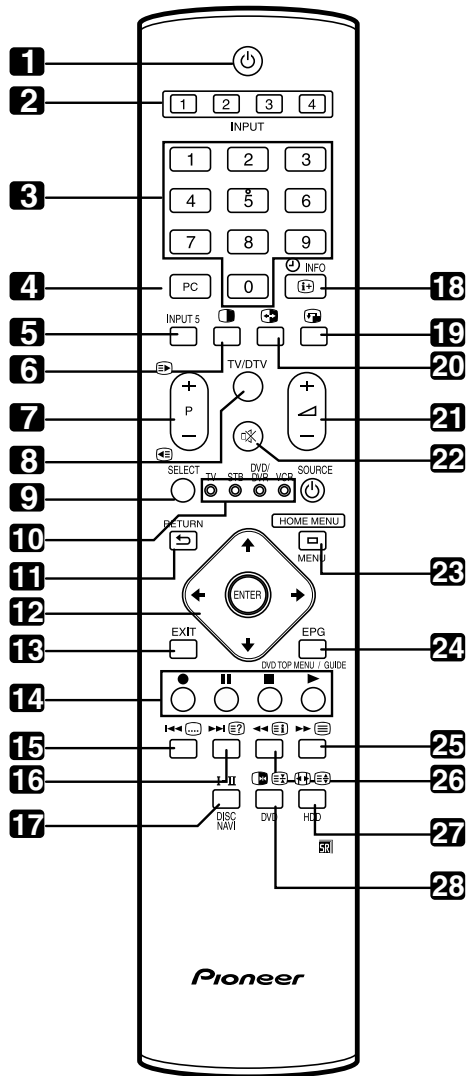 1
2
1 2 3 4
INPUT
1 2 3
3
4 5 6
7 8 9
INFO
4
PC 0 i+
18
5
INPUT 5
19
6
20
TV/DTV
7
+
P
−
+
−
21
8
22
9
SELECT
TV STB DVD/DVR VCR
SOURCE
10
RETURN
HOME MENU
11
MENU
23
12
ENTER
13
EXIT
EPG
24
DVD TOP MENU / GUIDE
14
15
25
16
26
I-II
17
DISC NAVI
DVD
HDD
27
SR
28
Pioneer